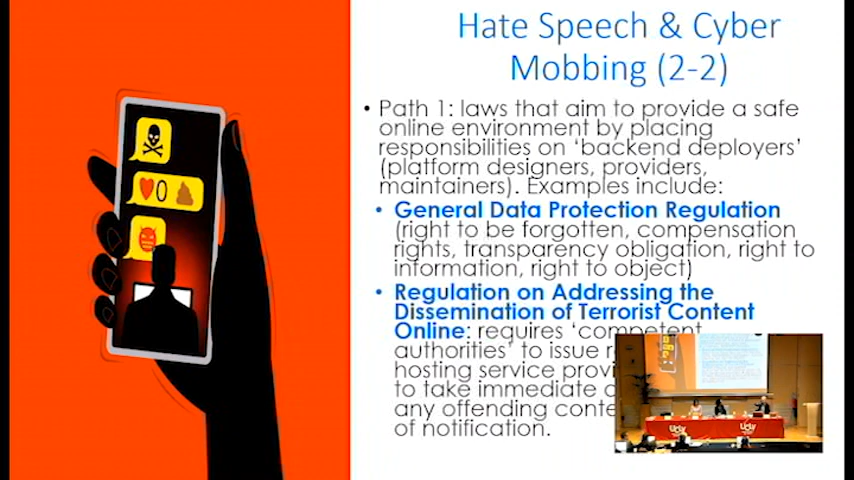 Hate Speech & Cyber
Mobbing (2-2)
• Path 1: laws that aim to provide a safe
online environment by placing
responsibilities on ‘backend deployers’
(platform designers, providers,
maintainers). Examples include:
• General Data Protection Regulation
(right to be forgotten, compensation
rights, transparency obligation, right to
information, right to object)
• Regulation on Addressing the
Dissemination of Terrorist Content
Online: requires ‘competent
authorities’ to issue
hosting service
to take immediate
any offending
of notification.
0